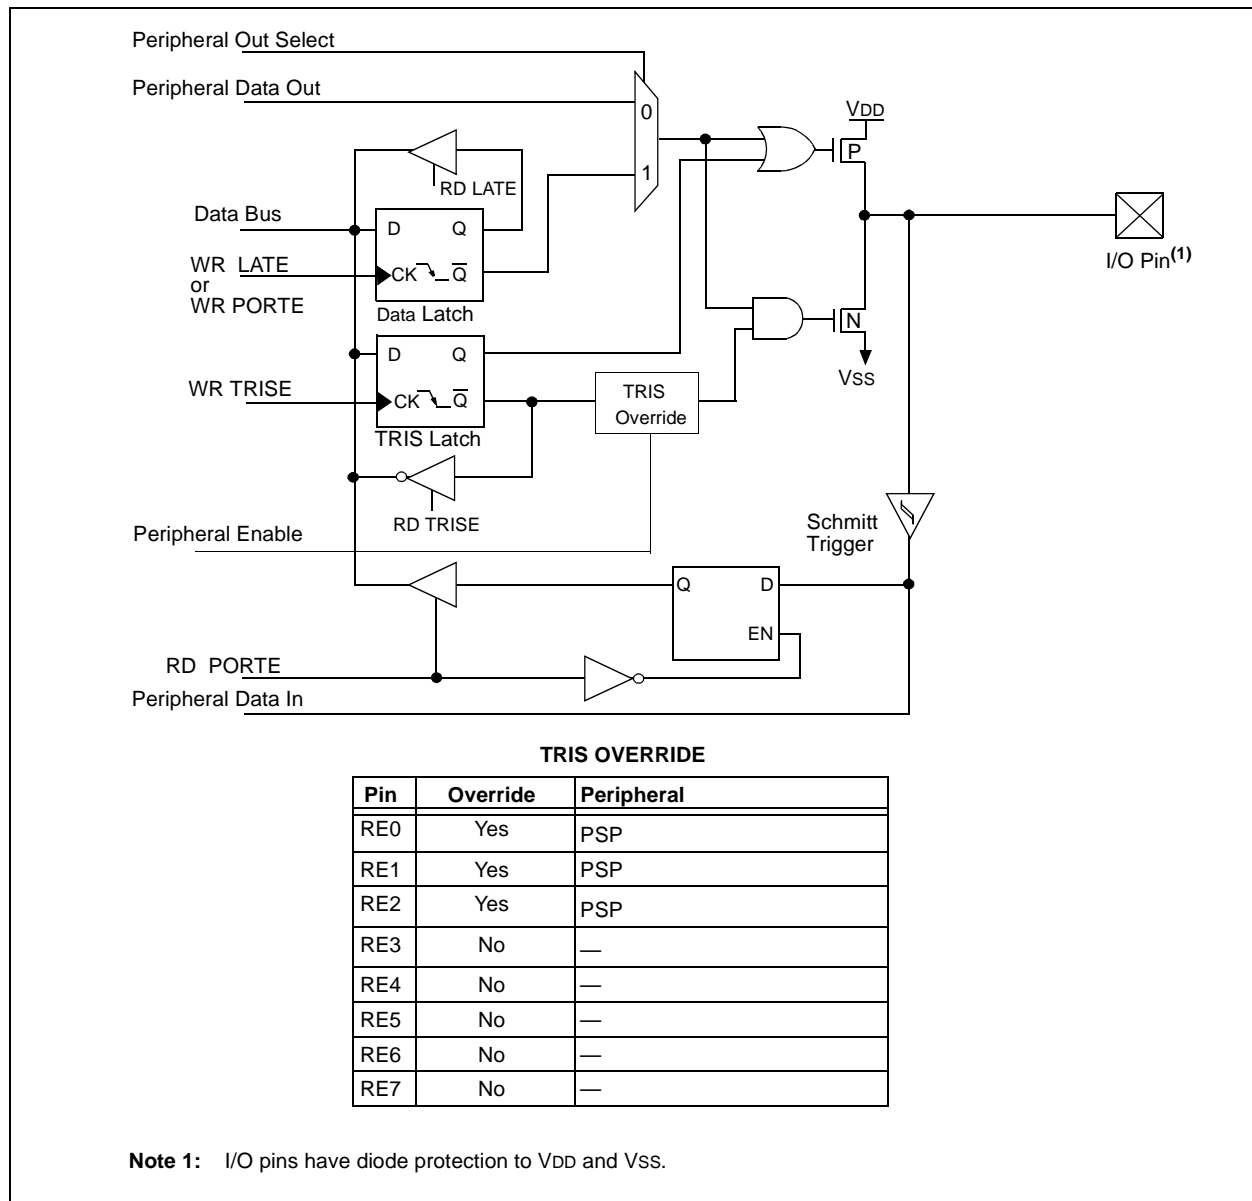 Peripheral Out Select
Peripheral Data Out
0
1
VDD
P
RD LATE
Data Bus
D Q
WR LATE
or
WR PORTE
CK Q̅
Data Latch
I/O Pin(1)
N
VSS
D Q
WR TRISE
CK Q̅
TRIS Latch
TRIS
Override
RD TRISE
Peripheral Enable
Schmitt
Trigger
Q D
EN
RD PORTE
Peripheral Data In
TRIS OVERRIDE
Pin Override Peripheral
RE0 Yes PSP
RE1 Yes PSP
RE2 Yes PSP
RE3 No —
RE4 No —
RE5 No —
RE6 No —
RE7 No —
Note 1: I/O pins have diode protection to VDD and VSS.